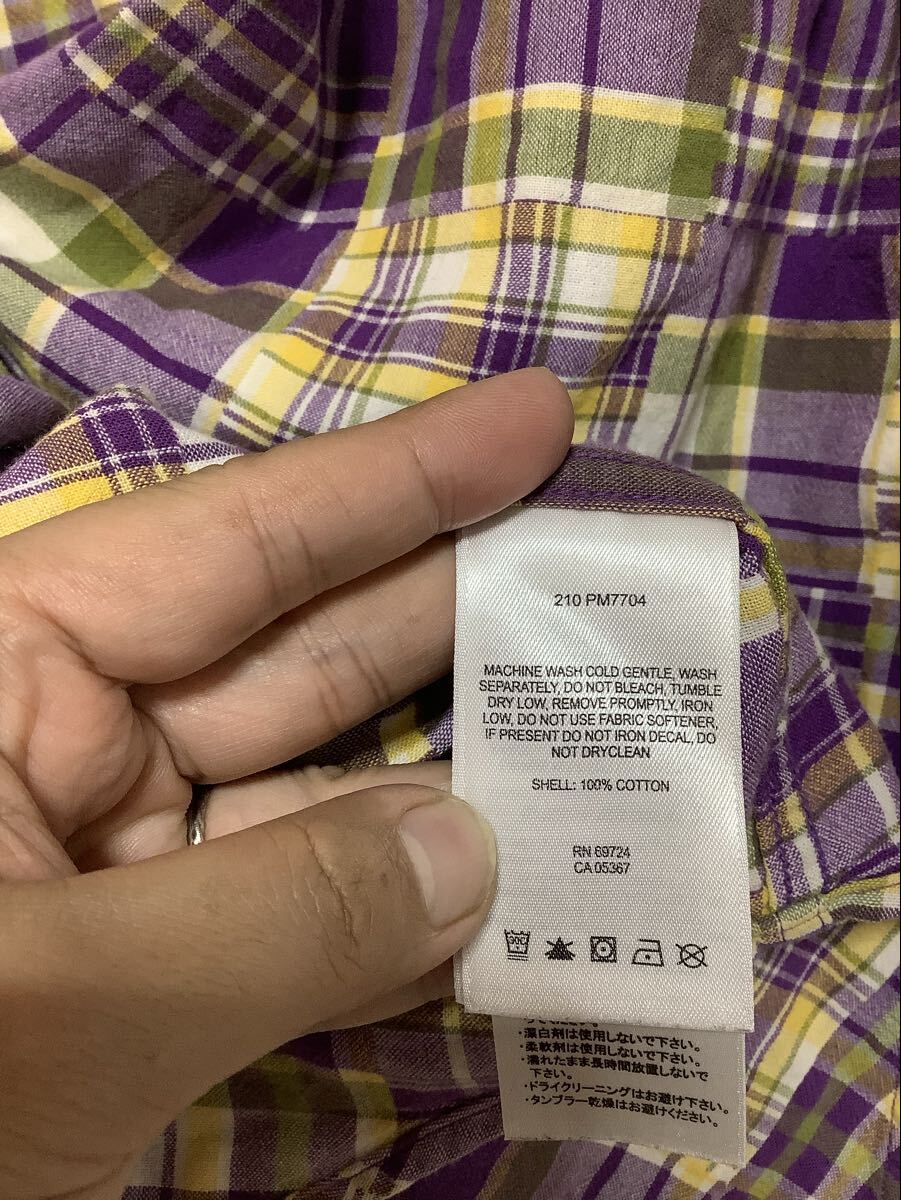 210 PM7704
MACHINE WASH COLD GENTLE, WASH
SEPARATELY, DO NOT BLEACH, TUMBLE
DRY LOW, REMOVE PROMPTLY, IRON
LOW, DO NOT USE FABRIC SOFTENER,
IF PRESENT DO NOT IRON DECAL, DO
NOT DRYCLEAN
SHELL: 100% COTTON
RN 69724
CA 05367
30C
・漂白剤は使用しないで下さい。
・柔軟剤は使用しないで下さい。
・濡れたまま長時間放置しないで
下さい。
・ドライクリーニングはお避け下さい。
・タンブラー乾燥はお避けください。